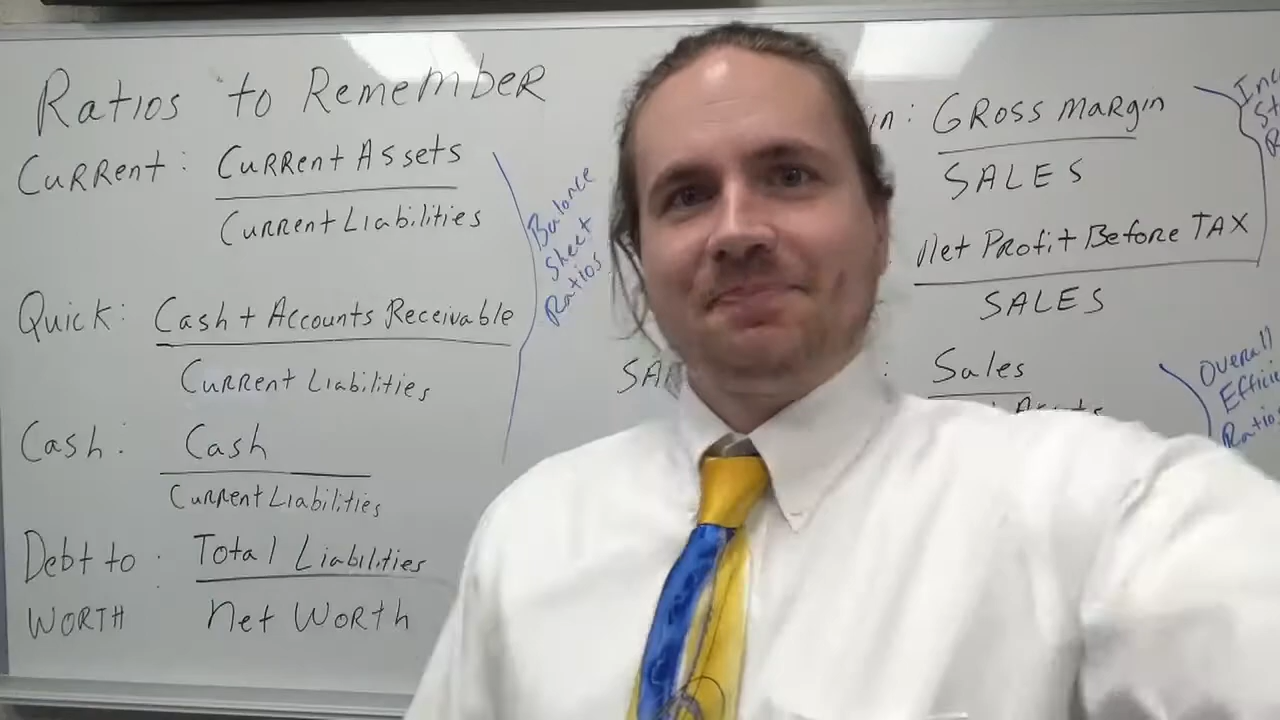 Ratios to Remember
Current: Current Assets
Current Liabilities
Balance
Sheet
Ratios
Quick: Cash + Accounts Receivable
Current Liabilities
Cash: Cash
Current Liabilities
Debt to: Total Liabilities
Worth Net Worth
: Gross Margin
SALES
Net Profit Before TAX
SALES
: Sales
Overall
Ratios